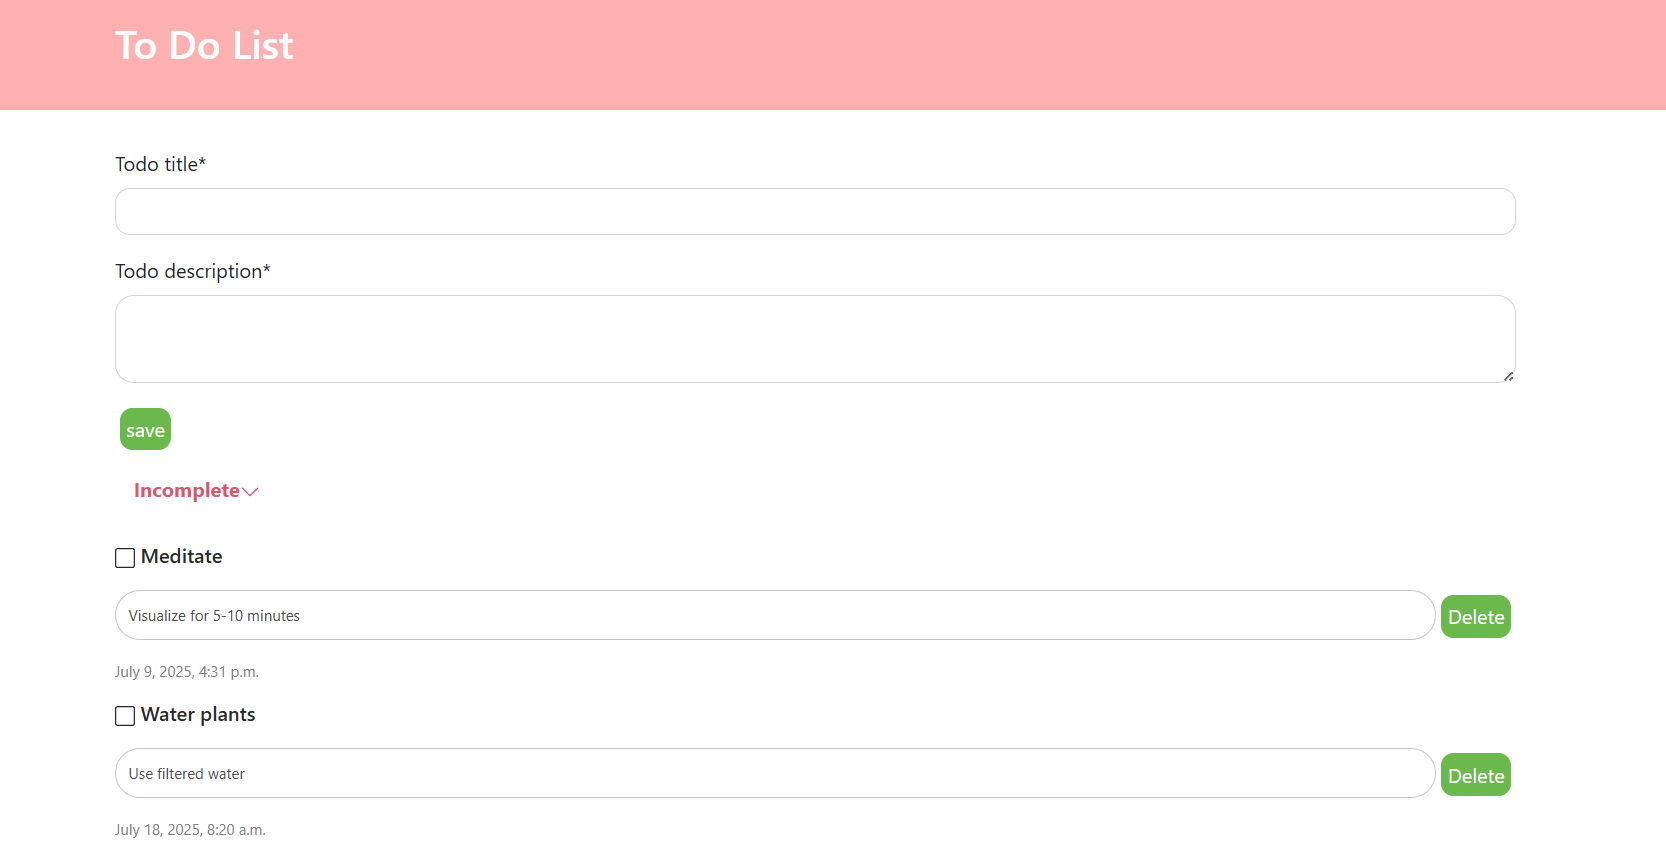 To Do List
Todo title*
Todo description*
save
Incomplete
Meditate
Visualize for 5-10 minutes
Delete
July 9, 2025, 4:31 p.m.
Water plants
Use filtered water
Delete
July 18, 2025, 8:20 a.m.